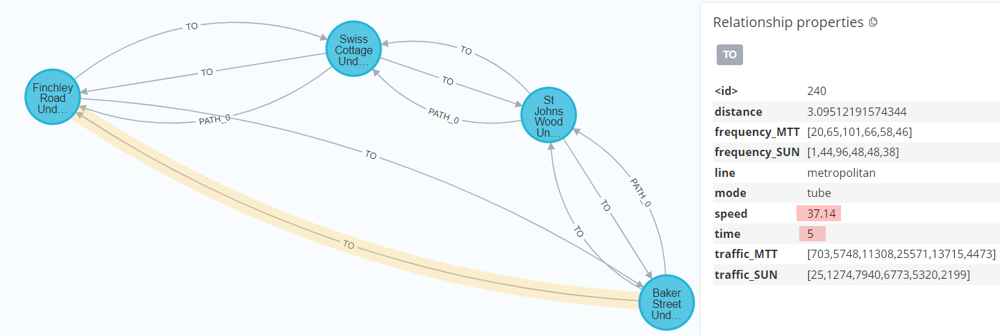 TO
Swiss
Cottage
Und…
TO
TO
Finchley
Road
Und…
TO
St
Johns
Wood
Un…
PATH_0
PATH_0
TO
PATH_0
TO
TO
TO
Baker
Street
Und…
Relationship properties
TO
<id> 240
distance 3.09512191574344
frequency_MTT [20,65,101,66,58,46]
frequency_SUN [1,44,96,48,48,38]
line metropolitan
mode tube
speed 37.14
time 5
traffic_MTT [703,5748,11308,25571,13715,4473]
traffic_SUN [25,1274,7940,6773,5320,2199]